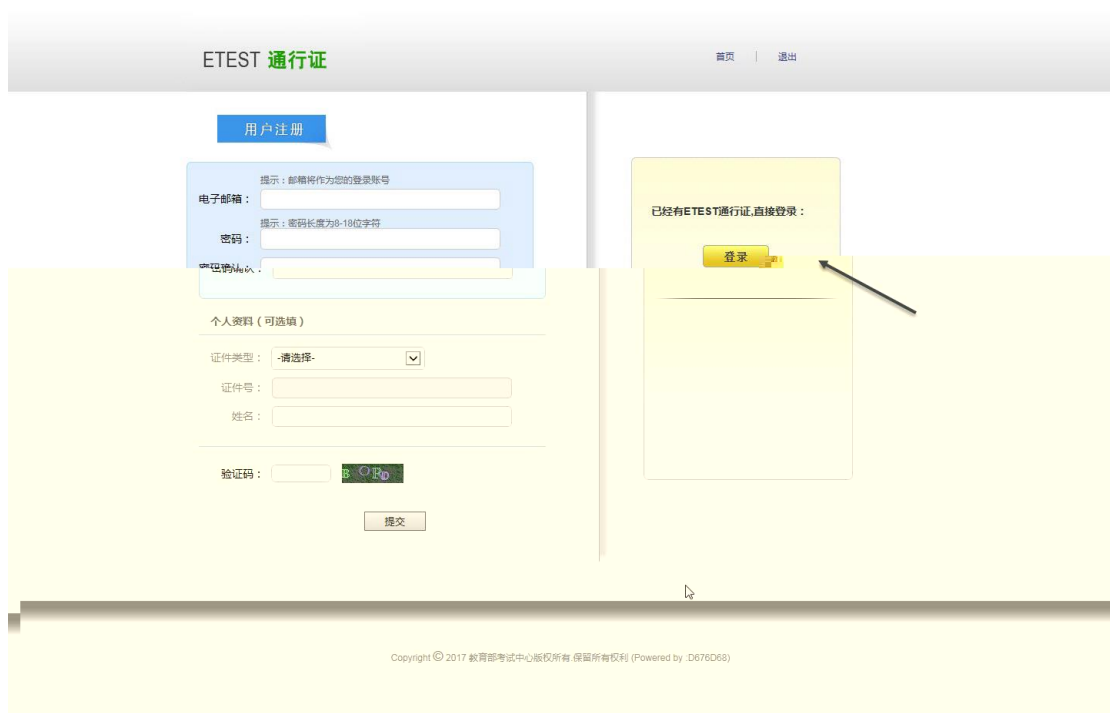 ETEST 通行证
首页 | 退出
用户注册
提示：邮箱将作为您的登录账号
电子邮箱：
提示：密码长度为8-18位字符
密码：
密码确认：
个人资料（可选填）
证件类型： -请选择-
证件号：
姓名：
验证码：
提交
已经有ETEST通行证,直接登录：
登录
Copyright © 2017 教育部考试中心版权所有 保留所有权利 (Powered by :D676D68)